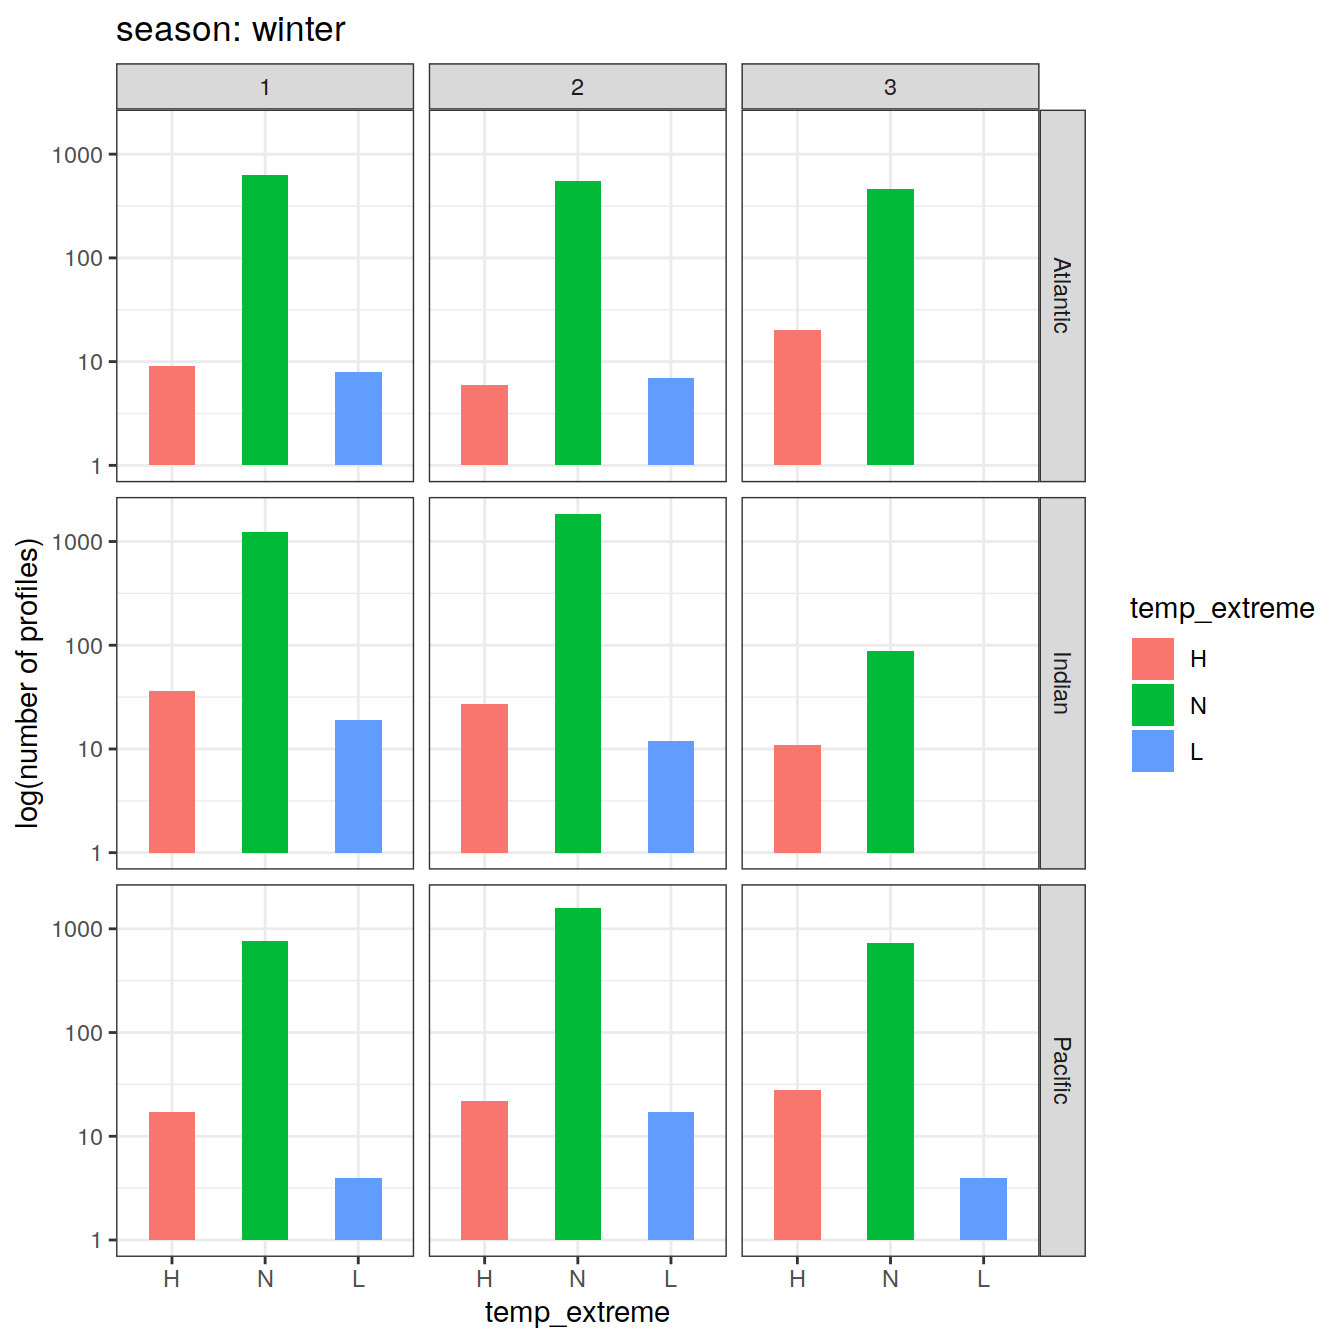 season: winter
1 2 3
1000
100
10
1
Atlantic
1000
100
10
1
Indian
1000
100
10
1
Pacific
log(number of profiles)
H N L H N L H N L
temp_extreme
temp_extreme
H
N
L